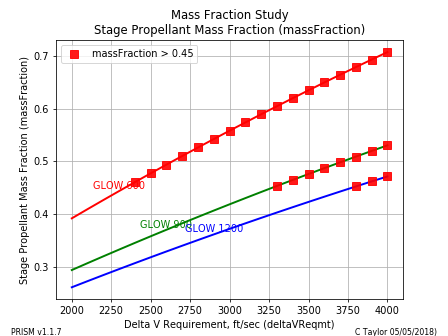 Mass Fraction Study
Stage Propellant Mass Fraction (massFraction)
massFraction > 0.45
Stage Propellant Mass Fraction (massFraction)
0.7
0.6
0.5
0.4
0.3
GLOW 600
GLOW 900
GLOW 1200
2000
2250
2500
2750
3000
3250
3500
3750
4000
Delta V Requirement, ft/sec (deltaVReqmt)
PRISM v1.1.7
C Taylor 05/05/2018)